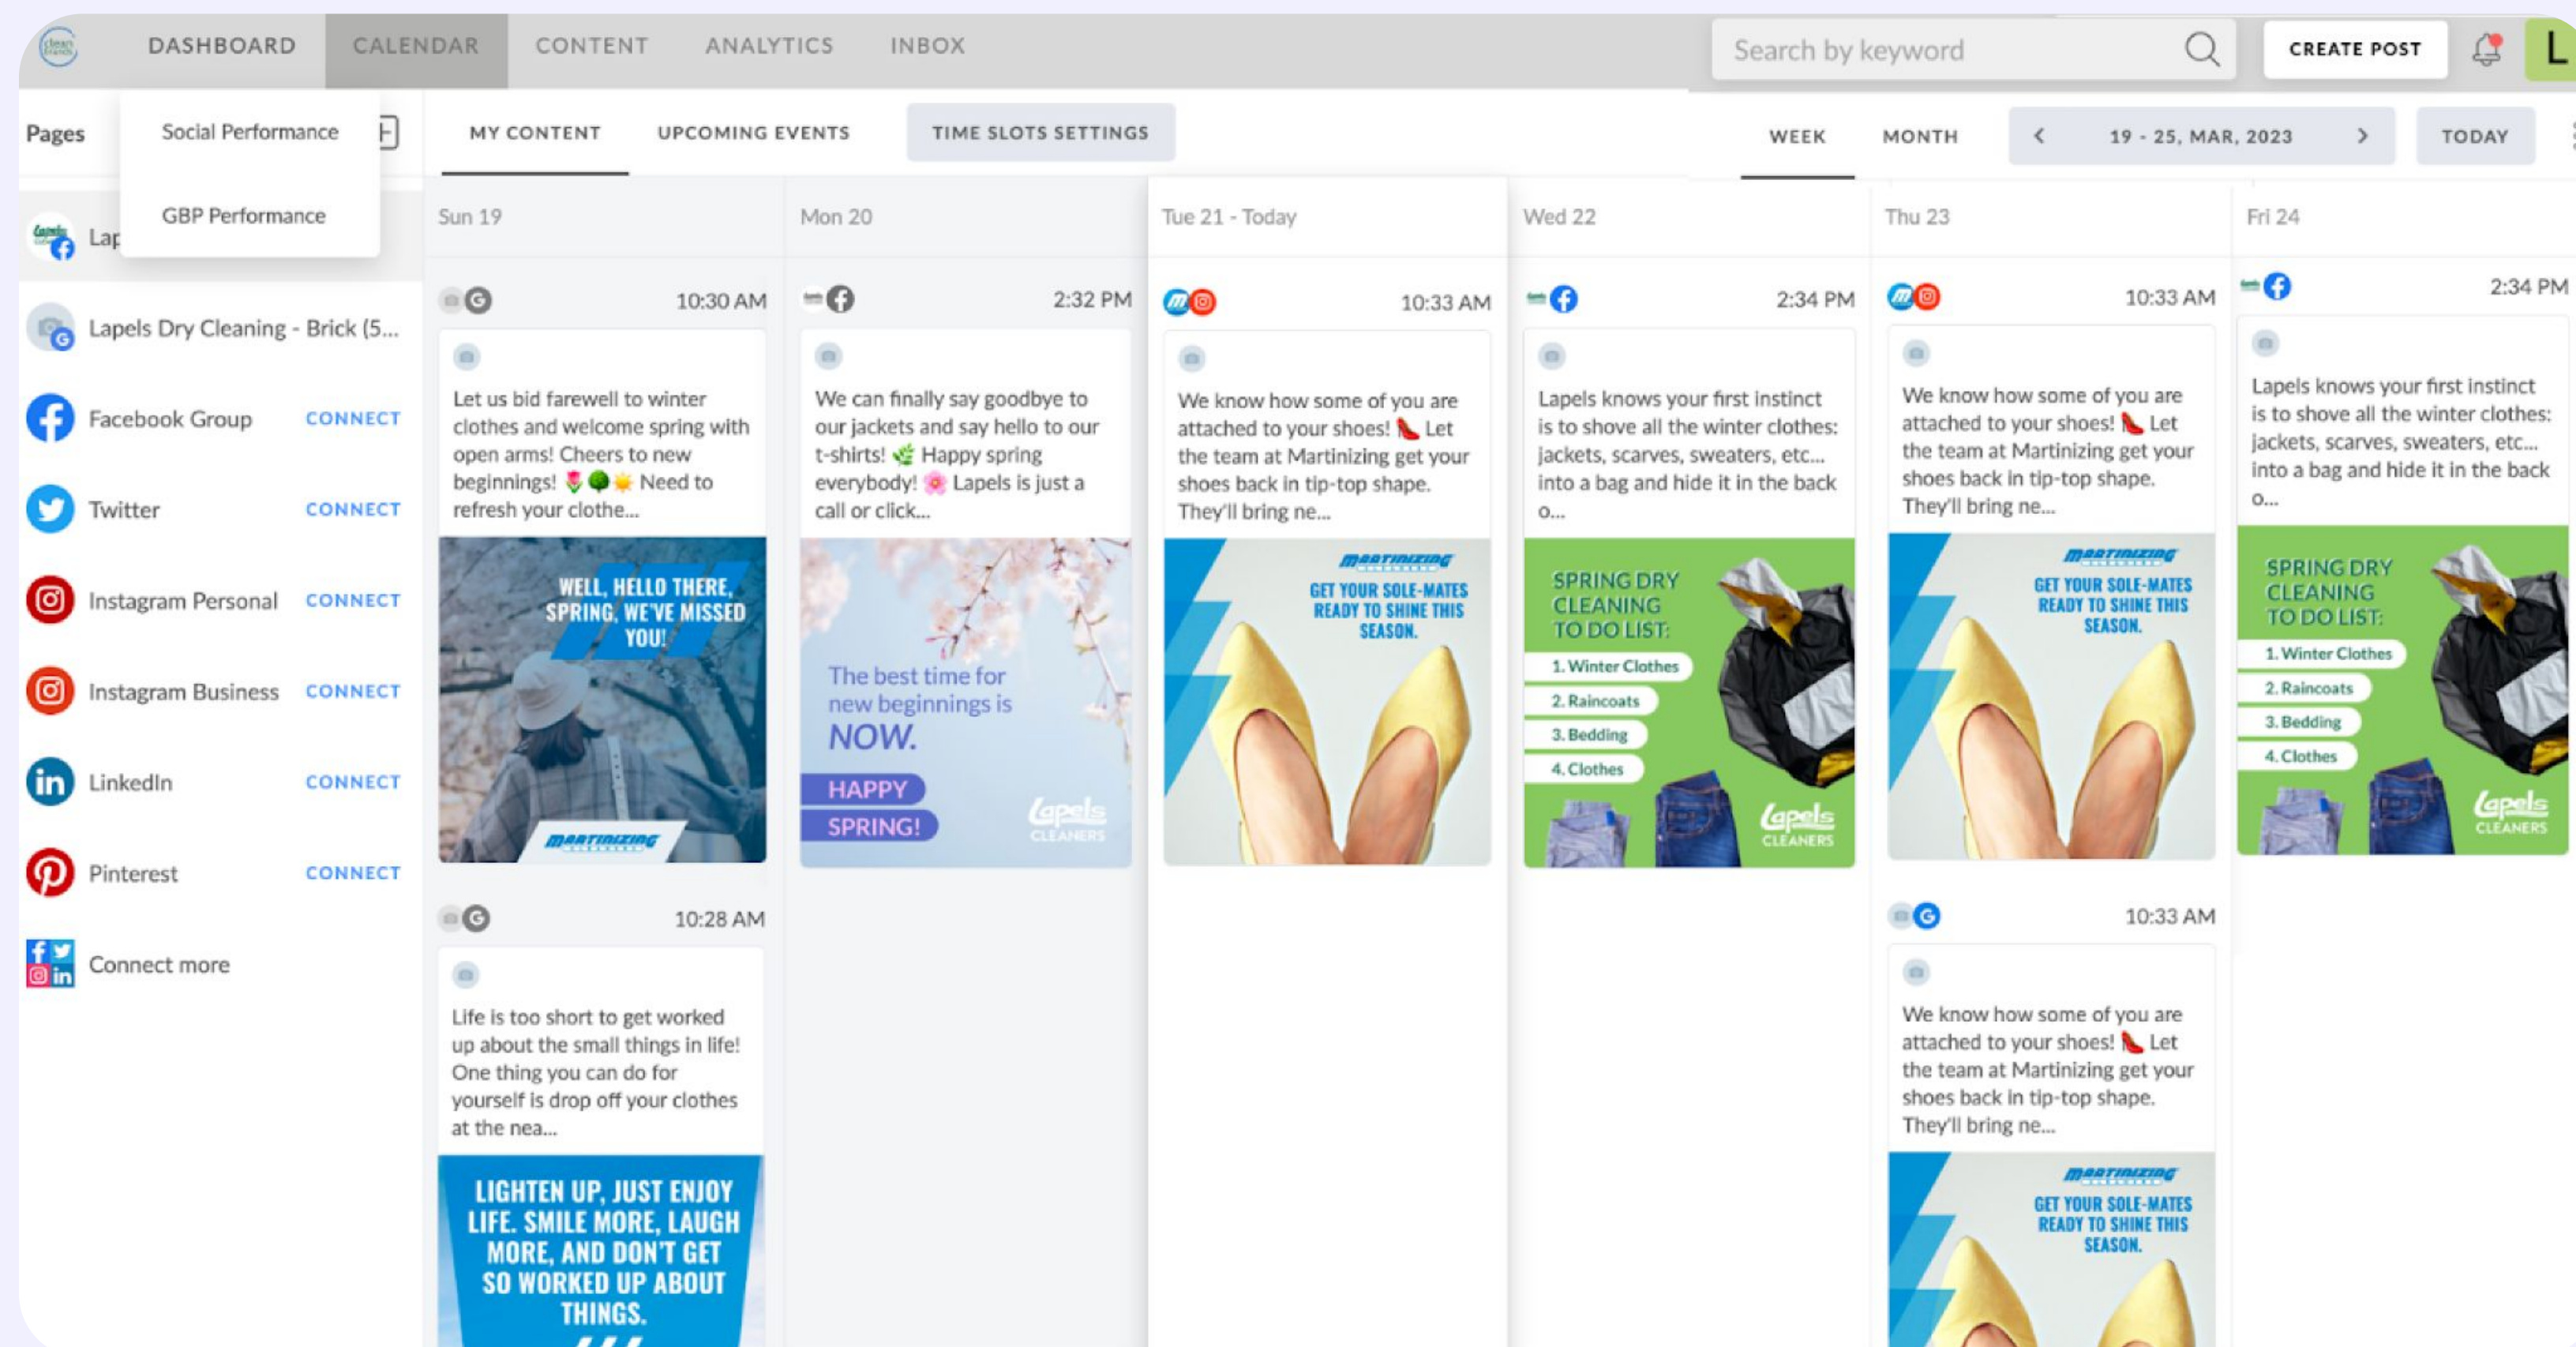 clean brands
DASHBOARD
CALENDAR
CONTENT
ANALYTICS
INBOX
Search by keyword
CREATE POST
L
Pages
Social Performance
GBP Performance
MY CONTENT
UPCOMING EVENTS
TIME SLOTS SETTINGS
WEEK
MONTH
19 - 25, MAR, 2023
TODAY
Lap
Lapels Dry Cleaning - Brick (5...
Facebook Group CONNECT
Twitter CONNECT
Instagram Personal CONNECT
Instagram Business CONNECT
LinkedIn CONNECT
Pinterest CONNECT
Connect more
Sun 19
10:30 AM
Let us bid farewell to winter
clothes and welcome spring with
open arms! Cheers to new
beginnings! 🌷🌳☀️ Need to
refresh your clothe...
WELL, HELLO THERE,
SPRING, WE'VE MISSED
YOU!
MARTINIZING
10:28 AM
Life is too short to get worked
up about the small things in life!
One thing you can do for
yourself is drop off your clothes
at the nea...
LIGHTEN UP, JUST ENJOY
LIFE. SMILE MORE, LAUGH
MORE, AND DON'T GET
SO WORKED UP ABOUT
THINGS.
Mon 20
2:32 PM
We can finally say goodbye to
our jackets and say hello to our
t-shirts! 🌿 Happy spring
everybody! 🌸 Lapels is just a
call or click...
The best time for
new beginnings is
NOW.
HAPPY
SPRING!
Lapels
CLEANERS
Tue 21 - Today
10:33 AM
We know how some of you are
attached to your shoes! 👠 Let
the team at Martinizing get your
shoes back in tip-top shape.
They'll bring ne...
MARTINIZING
GET YOUR SOLE-MATES
READY TO SHINE THIS
SEASON.
Wed 22
2:34 PM
Lapels knows your first instinct
is to shove all the winter clothes:
jackets, scarves, sweaters, etc...
into a bag and hide it in the back
o...
SPRING DRY
CLEANING
TO DO LIST:
1. Winter Clothes
2. Raincoats
3. Bedding
4. Clothes
Lapels
CLEANERS
Thu 23
10:33 AM
We know how some of you are
attached to your shoes! 👠 Let
the team at Martinizing get your
shoes back in tip-top shape.
They'll bring ne...
MARTINIZING
GET YOUR SOLE-MATES
READY TO SHINE THIS
SEASON.
10:33 AM
We know how some of you are
attached to your shoes! 👠 Let
the team at Martinizing get your
shoes back in tip-top shape.
They'll bring ne...
MARTINIZING
GET YOUR SOLE-MATES
READY TO SHINE THIS
SEASON.
Fri 24
2:34 PM
Lapels knows your first instinct
is to shove all the winter clothes:
jackets, scarves, sweaters, etc...
into a bag and hide it in the back
o...
SPRING DRY
CLEANING
TO DO LIST:
1. Winter Clothes
2. Raincoats
3. Bedding
4. Clothes
Lapels
CLEANERS